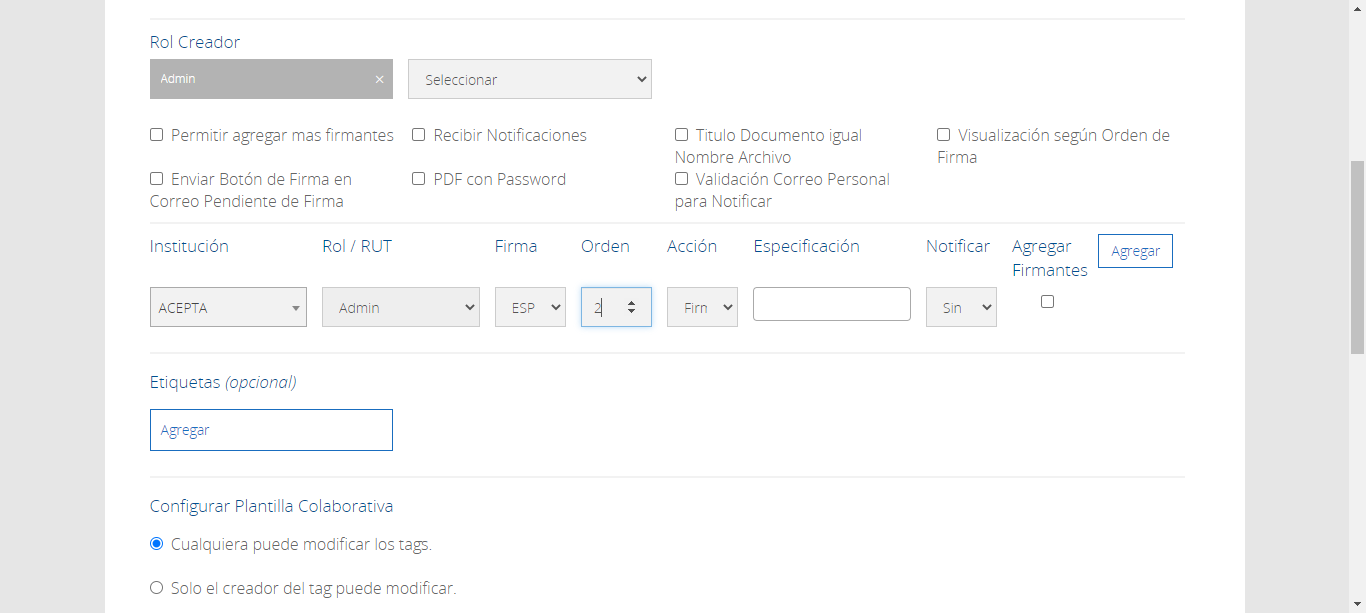 Rol Creador
Admin × Seleccionar
Permitir agregar mas firmantes Recibir Notificaciones Titulo Documento igual Visualización según Orden de
Nombre Archivo Firma
Enviar Botón de Firma en PDF con Password Validación Correo Personal
Correo Pendiente de Firma para Notificar
Institución Rol / RUT Firma Orden Acción Especificación Notificar Agregar Agregar
Firmantes
ACEPTA Admin ESP 2 Firn Sin
Etiquetas (opcional)
Agregar
Configurar Plantilla Colaborativa
Cualquiera puede modificar los tags.
Solo el creador del tag puede modificar.